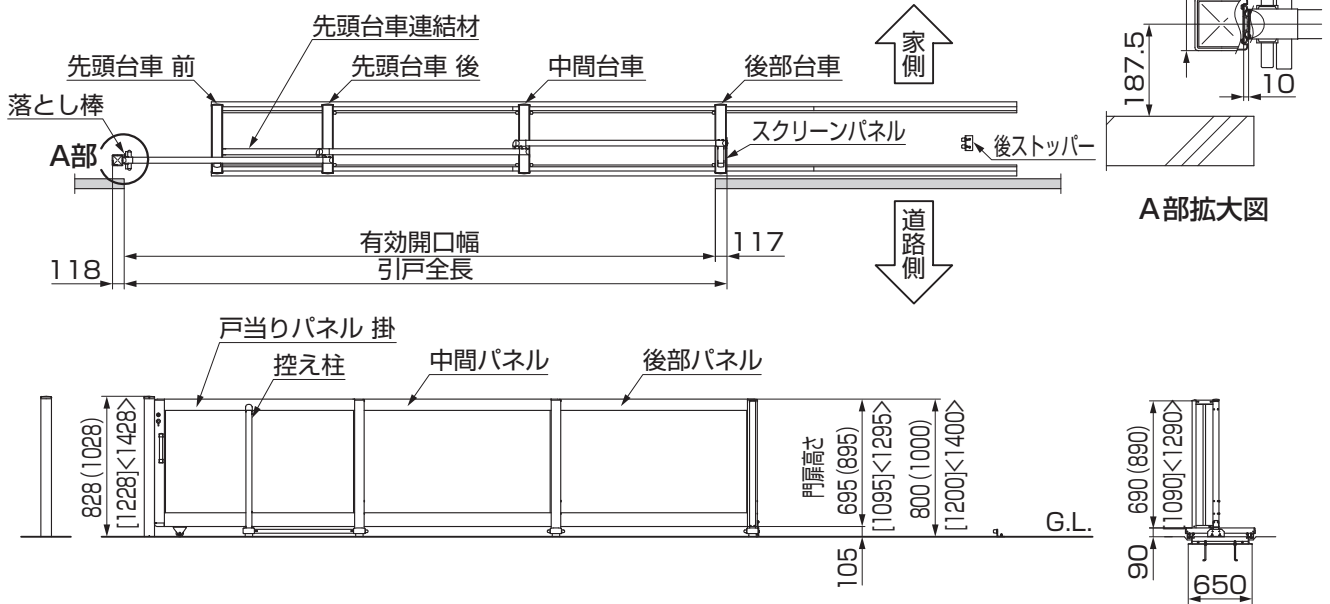 先頭台車連結材
先頭台車 前
先頭台車 後
中間台車
後部台車
家側
落とし棒
A部
スクリーンパネル
後ストッパー
187.5
10
A部拡大図
有効開口幅
117
118
引戸全長
道路側
戸当りパネル 掛
控え柱
中間パネル
後部パネル
828(1028)
[1228]<1428>
門扉高さ
695(895)
[1095]<1295>
800(1000)
[1200]<1400>
105
G.L.
690(890)
[1090]<1290>
90
650